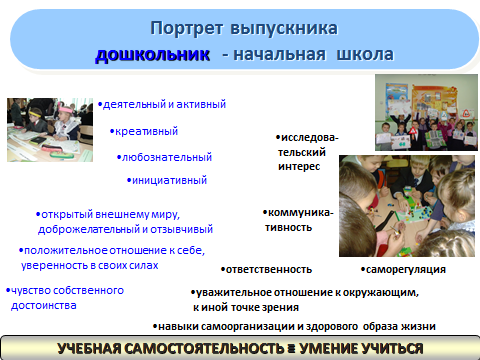 Портрет выпускника
дошкольник - начальная школа
•деятельный и активный
•креативный
•любознательный
•инициативный
•исследова-
тельский
интерес
•открытый внешнему миру,
доброжелательный и отзывчивый
•коммуника-
тивность
•положительное отношение к себе,
уверенность в своих силах
•ответственность
•саморегуляция
•чувство собственного
достоинства
•уважительное отношение к окружающим,
к иной точке зрения
•навыки самоорганизации и здорового образа жизни
УЧЕБНАЯ САМОСТОЯТЕЛЬНОСТЬ = УМЕНИЕ УЧИТЬСЯ